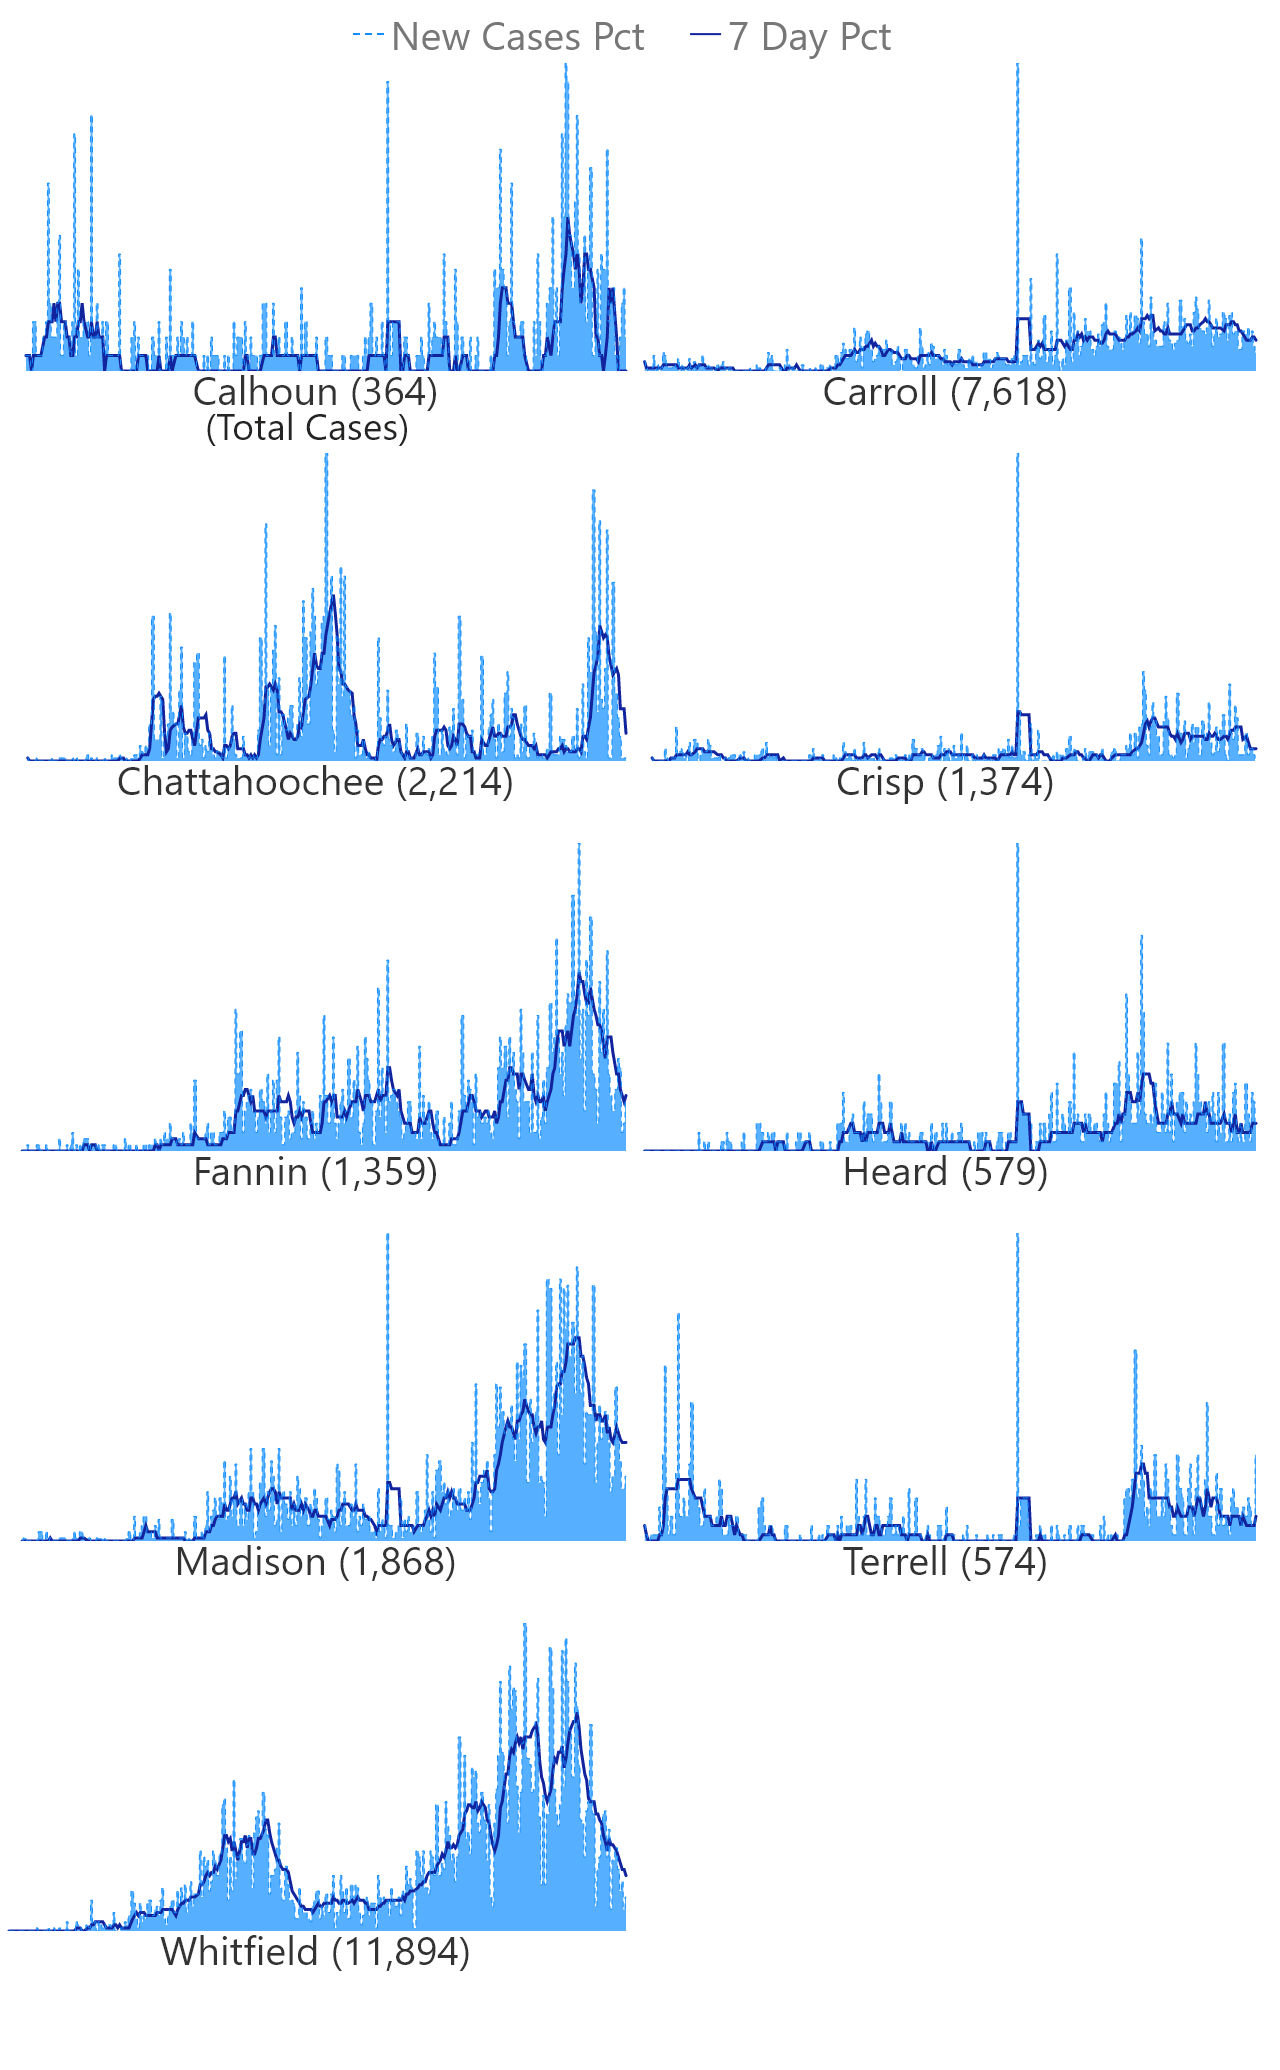 New Cases Pct 7 Day Pct
Calhoun (364) Carroll (7,618)
(Total Cases)
Chattahoochee (2,214) Crisp (1,374)
Fannin (1,359) Heard (579)
Madison (1,868) Terrell (574)
Whitfield (11,894)